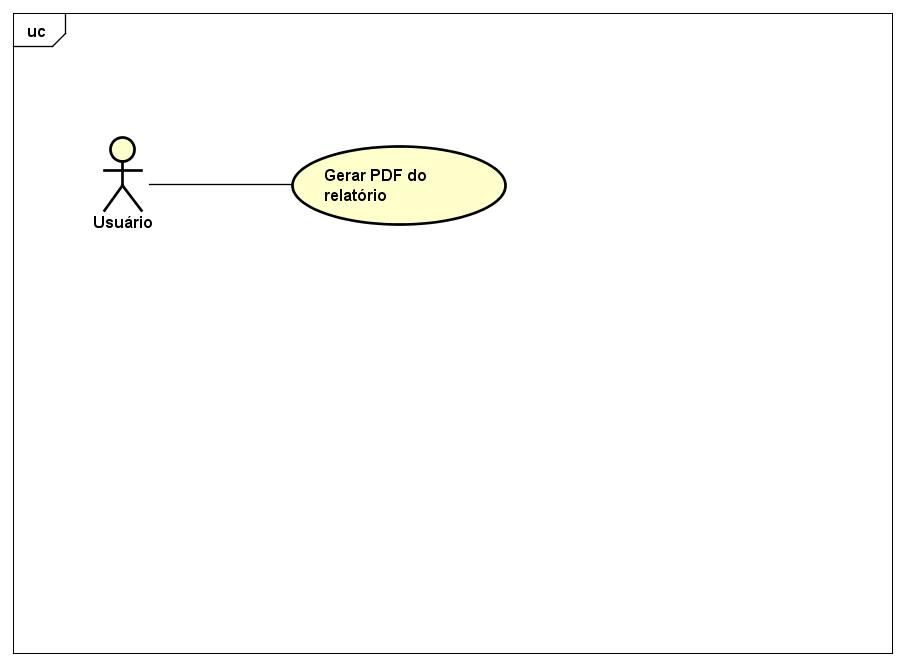 uc
Gerar PDF do
relatório
Usuário